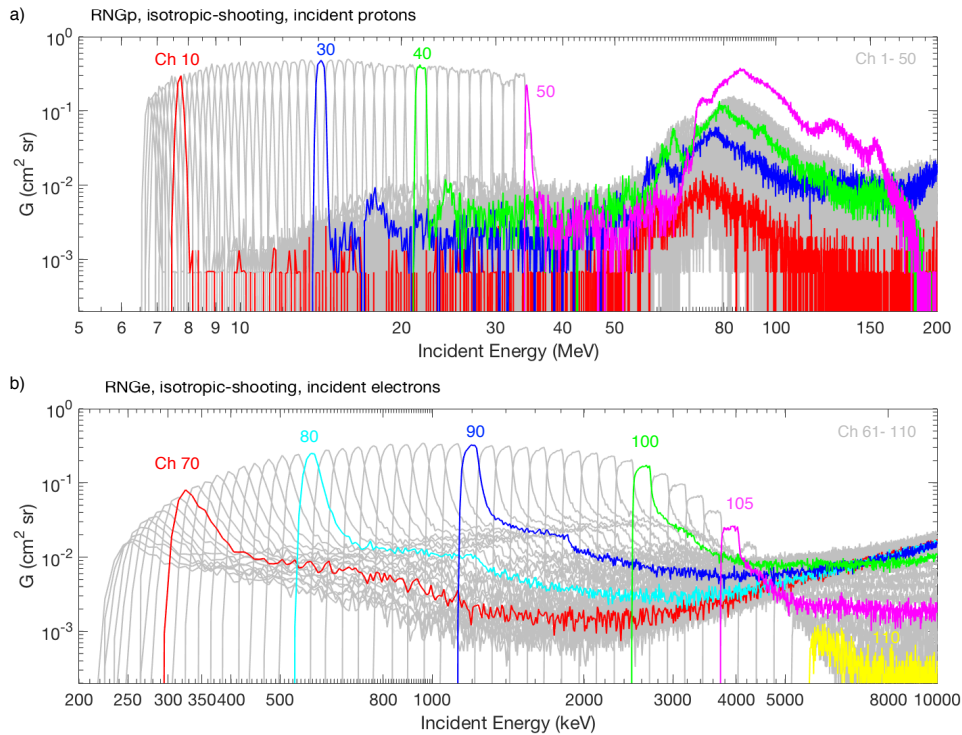 a)
RNGp, isotropic-shooting, incident protons
10⁰
10⁻¹
10⁻²
10⁻³
G (cm² sr)
Ch 10
30
40
50
Ch 1- 50
5 6 7 8 9 10 20 30 40 50 80 100 150 200
Incident Energy (MeV)
b)
RNGe, isotropic-shooting, incident electrons
10⁰
10⁻¹
10⁻²
10⁻³
G (cm² sr)
Ch 70
80
90
100
105
110
Ch 61- 110
200 250 300 350 400 500 1000 2000 3000 4000 5000 10000
Incident Energy (keV)